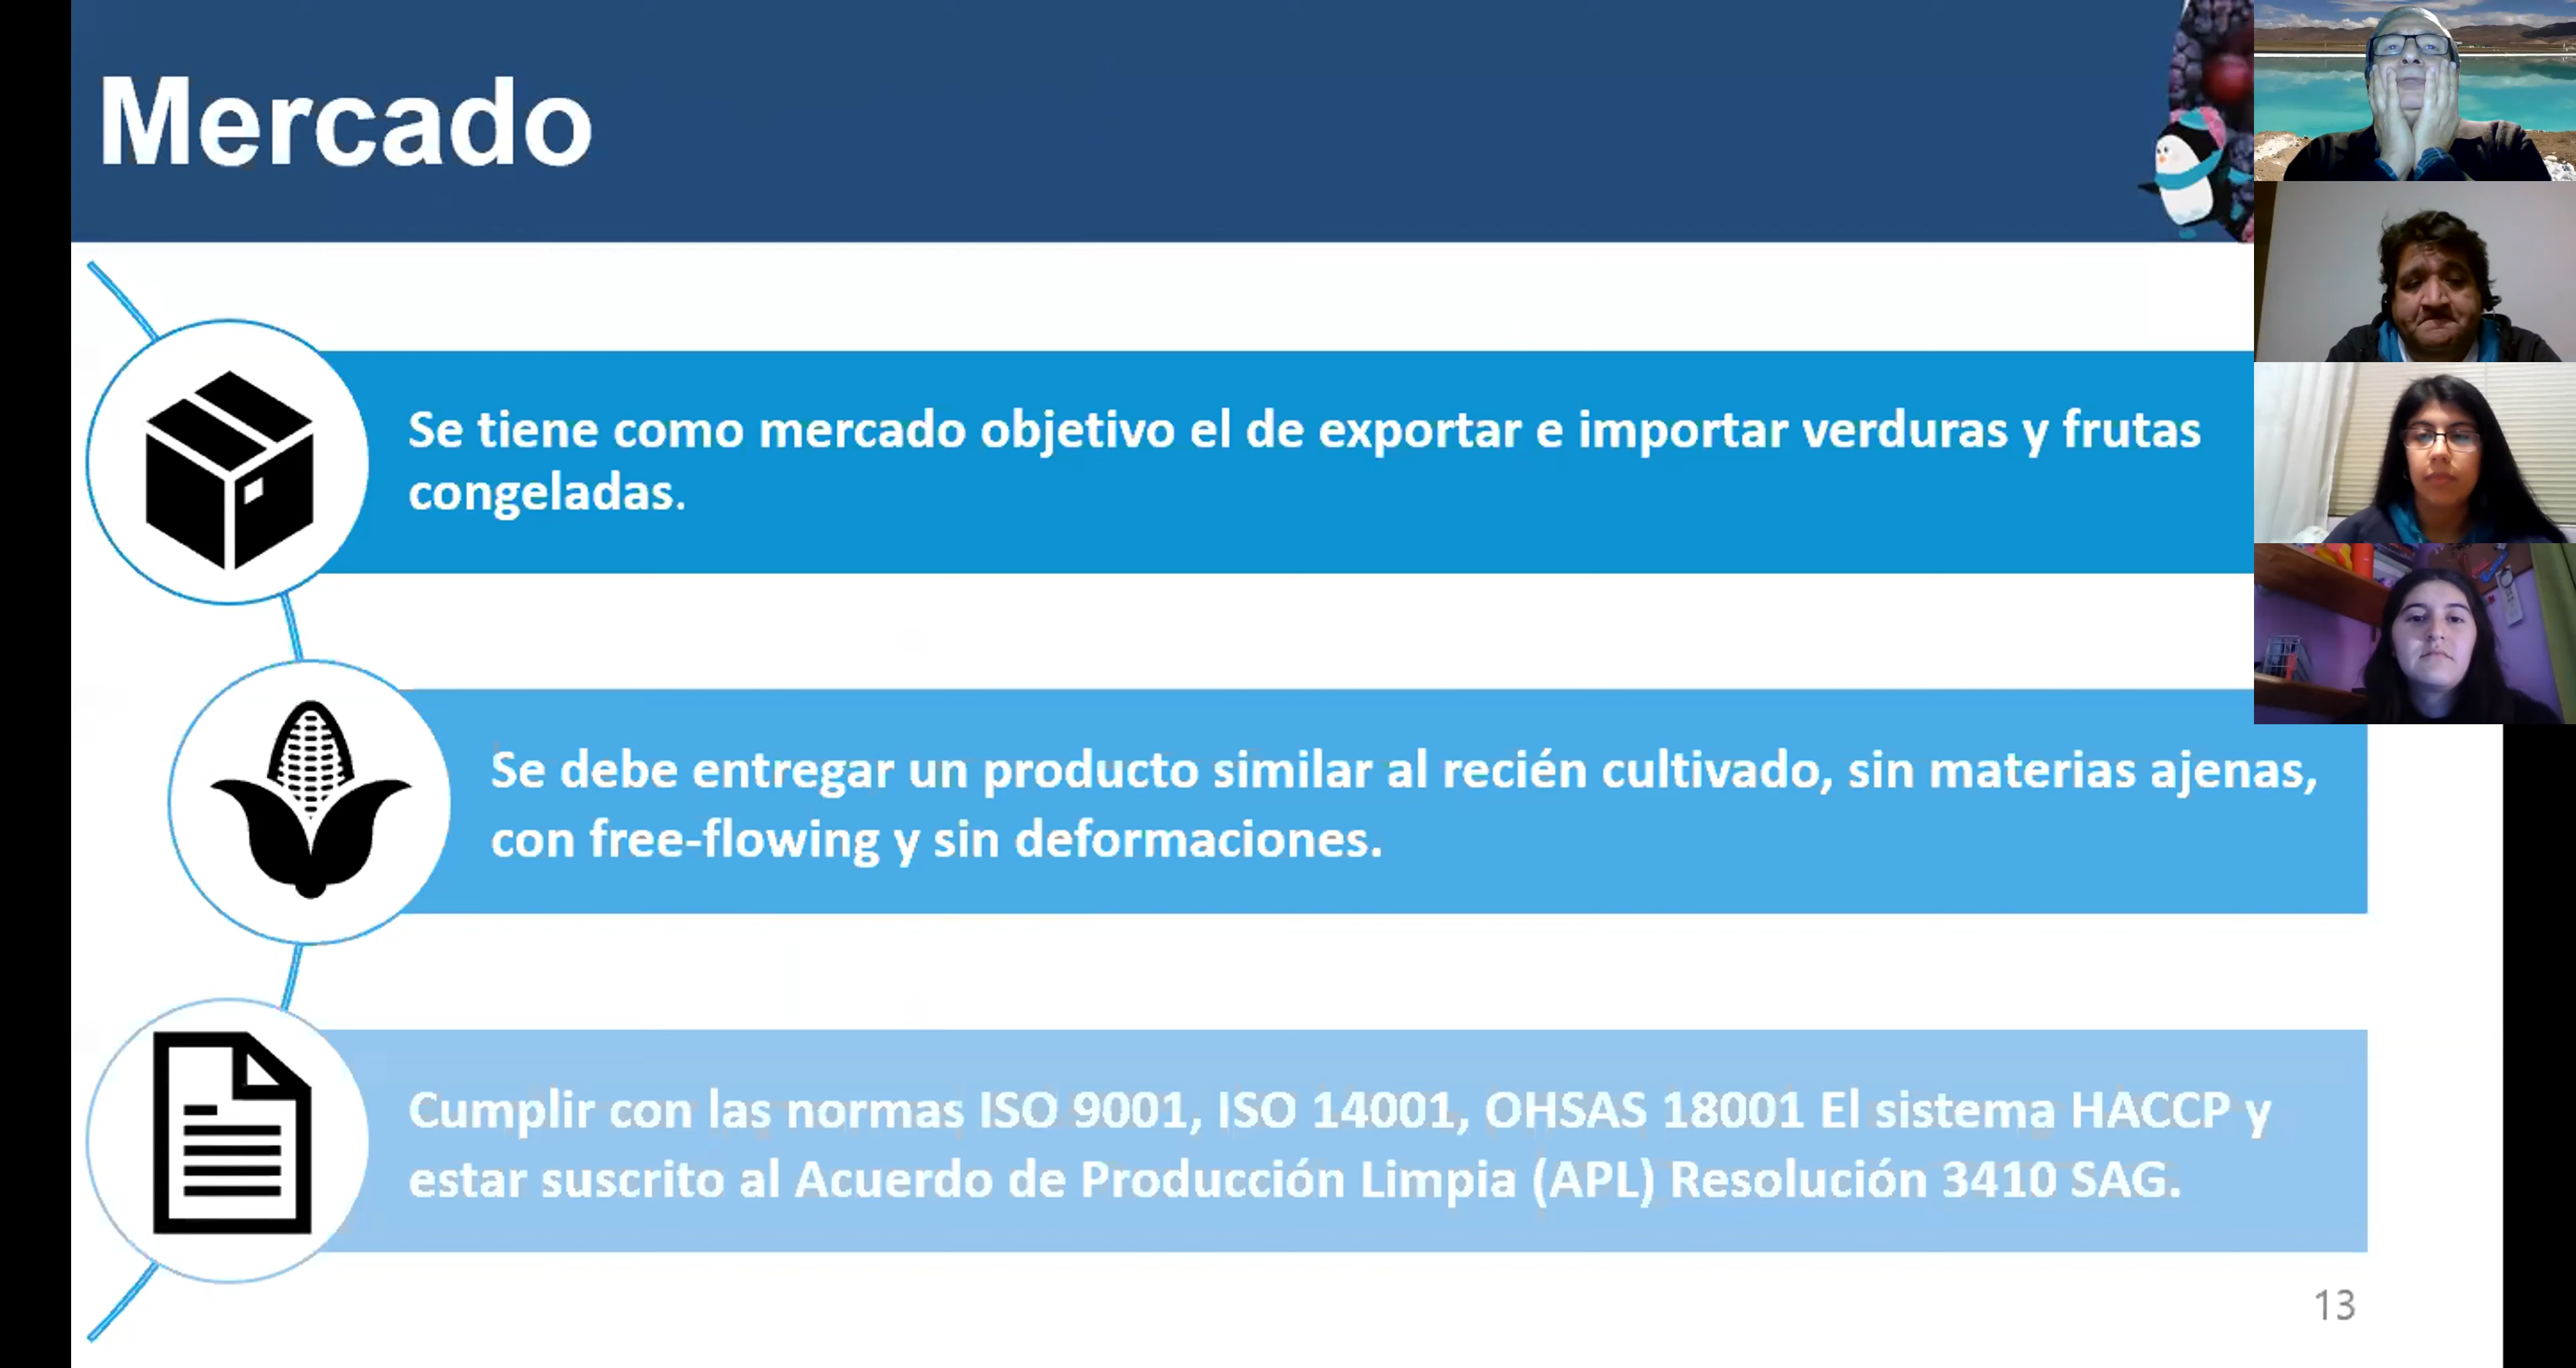 Mercado
Se tiene como mercado objetivo el de exportar e importar verduras y frutas
congeladas.
Se debe entregar un producto similar al recién cultivado, sin materias ajenas,
con free-flowing y sin deformaciones.
Cumplir con las normas ISO 9001, ISO 14001, OHSAS 18001 El sistema HACCP y
estar suscrito al Acuerdo de Producción Limpia (APL) Resolución 3410 SAG.
13